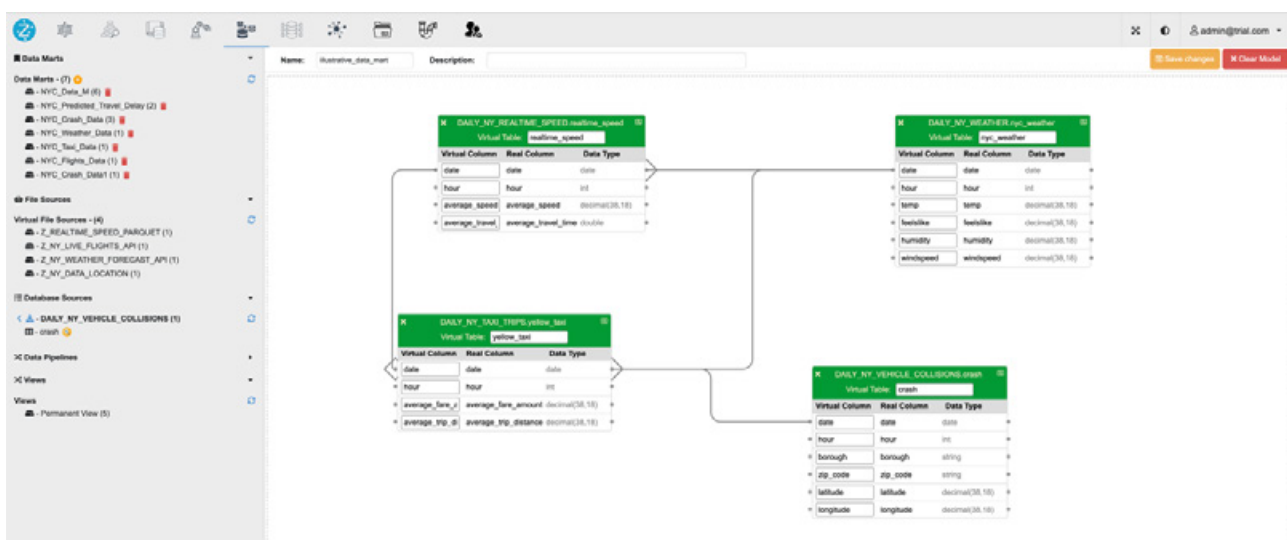 admin@trial.com
Data Marts
Data Marts - (7)
- NYC_Data_M (6)
- NYC_Predicted_Travel_Delay (2)
- NYC_Crash_Data (3)
- NYC_Weather_Data (1)
- NYC_Taxi_Data (1)
- NYC_Flights_Data (1)
- NYC_Crash_Data1 (1)
File Sources
Virtual File Sources - (4)
- Z_REALTIME_SPEED_PARQUET (1)
- Z_NY_LIVE_FLIGHTS_API (1)
- Z_NY_WEATHER_FORECAST_API (1)
- Z_NY_DATA_LOCATION (1)
Database Sources
- DAILY_NY_VEHICLE_COLLISIONS (1)
- crash
Data Pipelines
Views
Views
- Permanent View (5)
Name: illustrative_data_mart Description:
Save changes
Clear Model
DAILY_NY_REALTIME_SPEED.realtime_speed
Virtual Table: realtime_speed
Virtual Column Real Column Data Type
date date date
hour hour int
average_speed average_speed decimal(38,18)
average_travel_ average_travel_time double
DAILY_NY_WEATHER.nyc_weather
Virtual Table: nyc_weather
Virtual Column Real Column Data Type
date date date
hour hour int
temp temp decimal(38,18)
feelslike feelslike decimal(38,18)
humidity humidity decimal(38,18)
windspeed windspeed decimal(38,18)
DAILY_NY_TAXI_TRIPS.yellow_taxi
Virtual Table: yellow_taxi
Virtual Column Real Column Data Type
date date date
hour hour int
average_fare_a average_fare_amount decimal(38,18)
average_trip_di average_trip_distance decimal(38,18)
DAILY_NY_VEHICLE_COLLISIONS.crash
Virtual Table: crash
Virtual Column Real Column Data Type
date date date
hour hour int
borough borough string
zip_code zip_code string
latitude latitude decimal(38,18)
longitude longitude decimal(38,18)